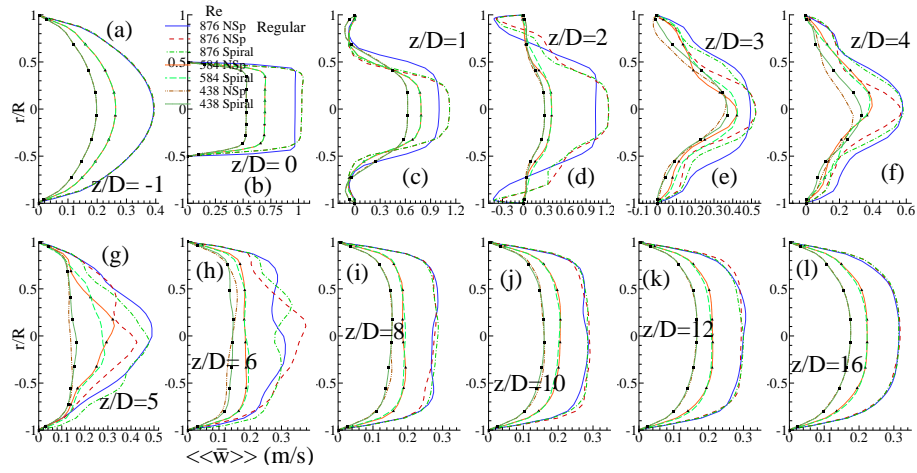 Re
876 NSp Regular
876 NSp
876 Spiral
584 NSp
584 Spiral
438 NSp
438 Spiral
(a)
z/D= -1
z/D= 0
(b)
z/D=1
(c)
z/D=2
(d)
z/D=3
(e)
z/D=4
(f)
r/R
1
0.5
0
-0.5
-1
0 0.1 0.2 0.3 0.4
0 0.25 0.5 0.75 1
0 0.3 0.6 0.9 1.2
-0.3 0 0.3 0.6 0.9 1.2
-0.1 0 0.1 0.2 0.3 0.4 0.5
0 0.2 0.4 0.6
(g)
z/D=5
(h)
z/D= 6
(i)
z/D=8
(j)
z/D=10
(k)
z/D=12
(l)
z/D=16
r/R
1
0.5
0
-0.5
-1
0 0.1 0.2 0.3 0.4 0.5
0 0.1 0.2 0.3
0 0.1 0.2 0.3
0 0.1 0.2 0.3
0 0.1 0.2 0.3
0 0.1 0.2 0.3
<<w̄>> (m/s)